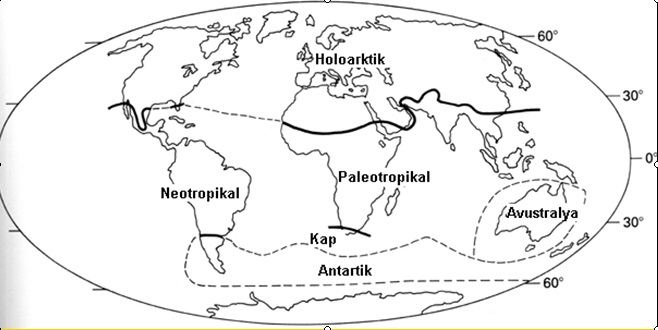 60°
Holoarktik
30°
0°
Paleotropikal
Neotropikal
Avustralya
30°
Kap
Antartik
60°